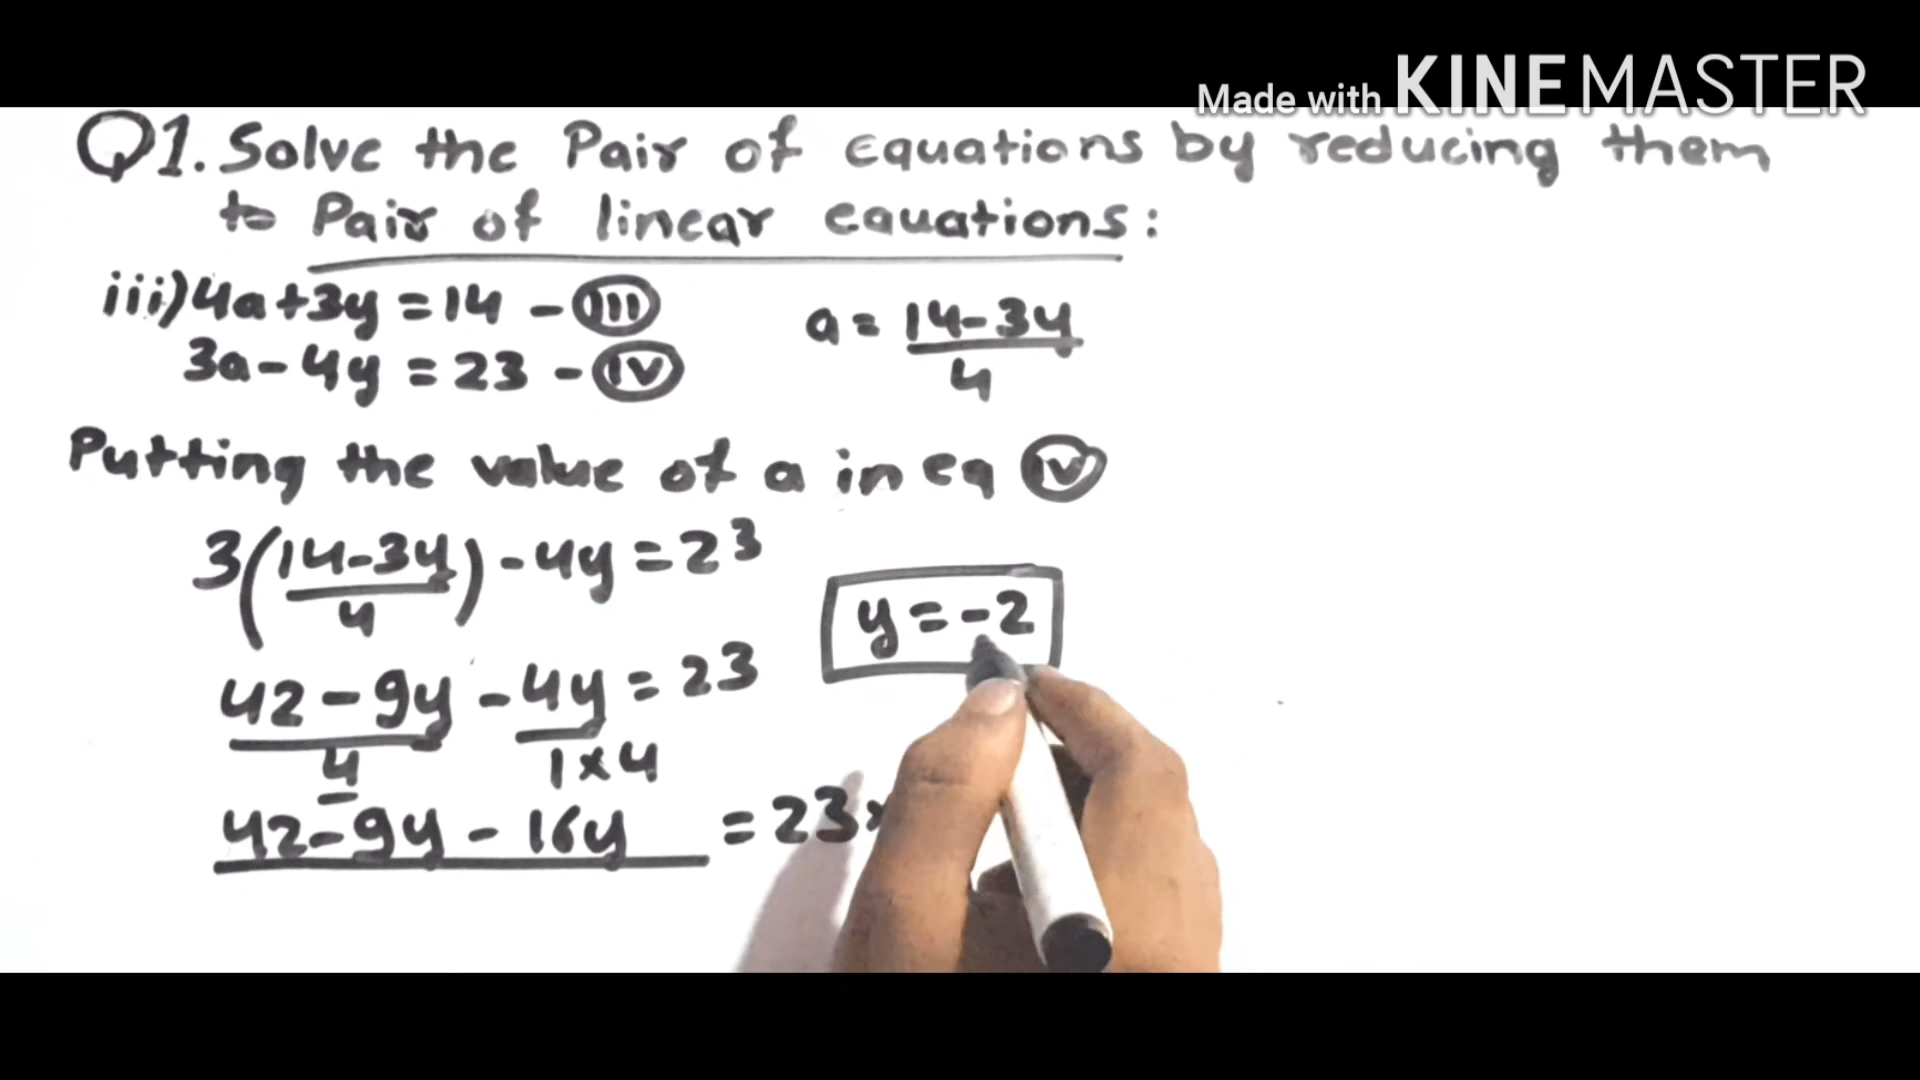 Made with KINEMASTER
Q1. Solve the Pair of Equations by reducing them
to Pair of linear equations:
iii) 4a+3y = 14 - III
3a - 4y = 23 - IV
a = 14-3y/4
Putting the value of a in eq IV
3(14-3y/4) - 4y = 23
42 - 9y/4 - 4y/1×4 = 23
42 - 9y - 16y = 23
y = -2